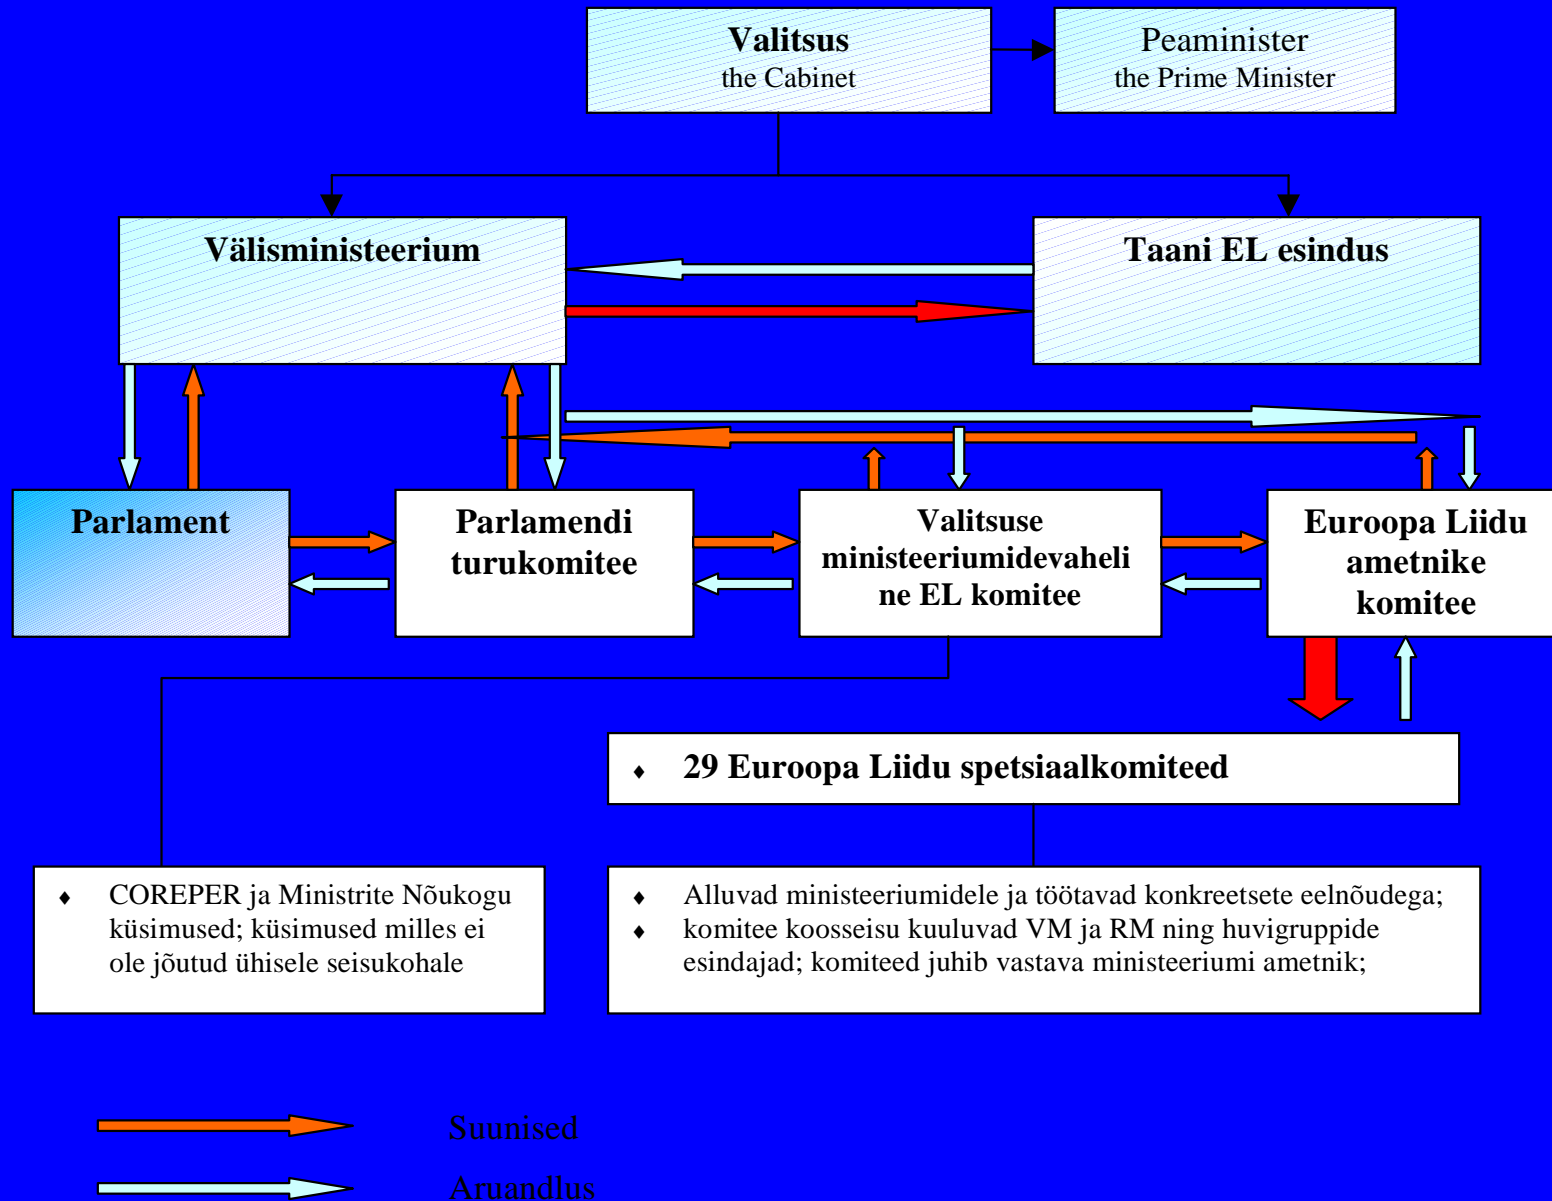 Valitsus
the Cabinet
Peaminister
the Prime Minister
Välisministeerium
Taani EL esindus
Parlament
Parlamendi
turukomitee
Valitsuse
ministeeriumidevaheli
ne EL komitee
Euroopa Liidu
ametnike
komitee
♦ 29 Euroopa Liidu spetsiaalkomiteed
♦ COREPER ja Ministrite Nõukogu
küsimused; küsimused milles ei
ole jõutud ühisele seisukohale
♦ Alluvad ministeeriumidele ja töötavad konkreetsete eelnõudega;
♦ komitee koosseisu kuuluvad VM ja RM ning huvigruppide
esindajad; komiteed juhib vastava ministeeriumi ametnik;
Suunised
Aruandlus